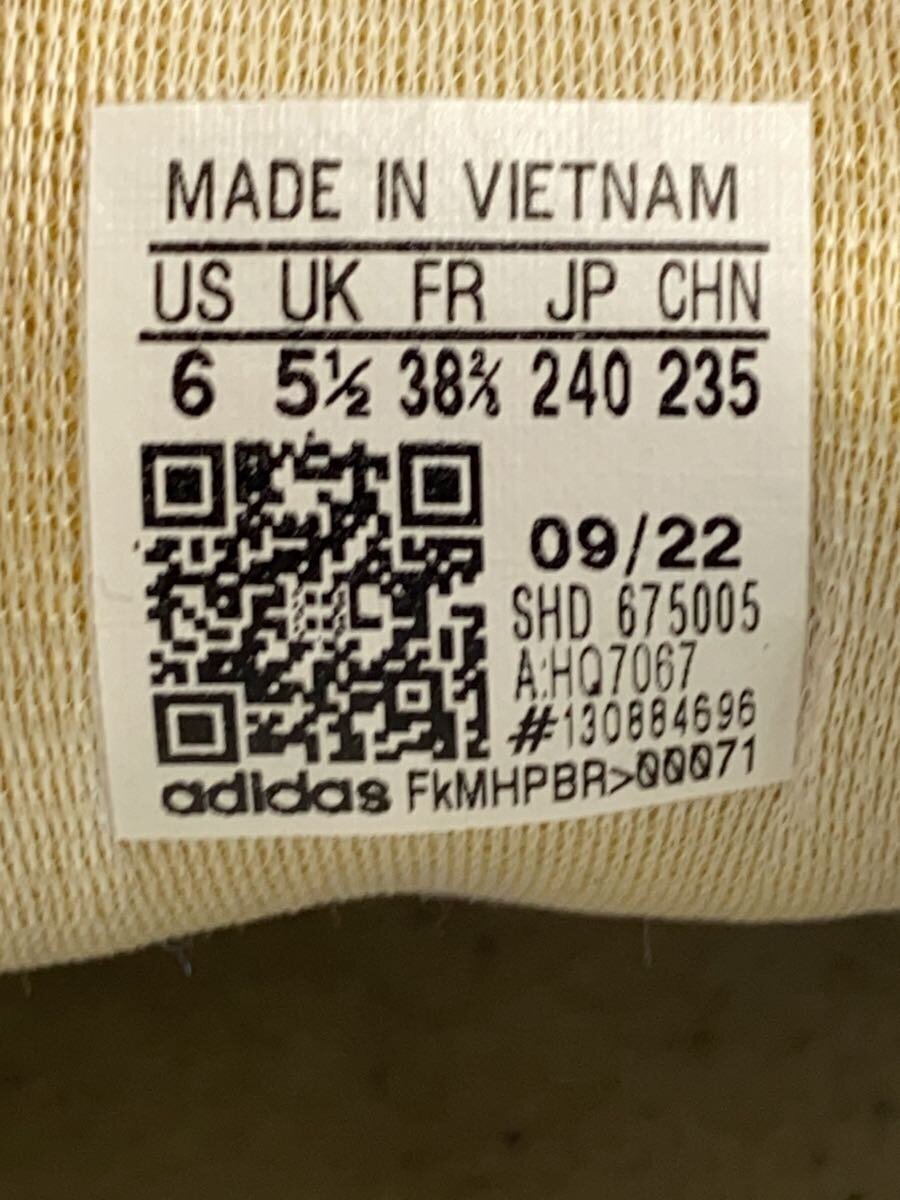 MADE IN VIETNAM
US UK FR JP CHN
6 5½ 38⅔ 240 235
09/22
SHD 675005
A:HQ7067
#130884696
adidas FkMHPBR>00071